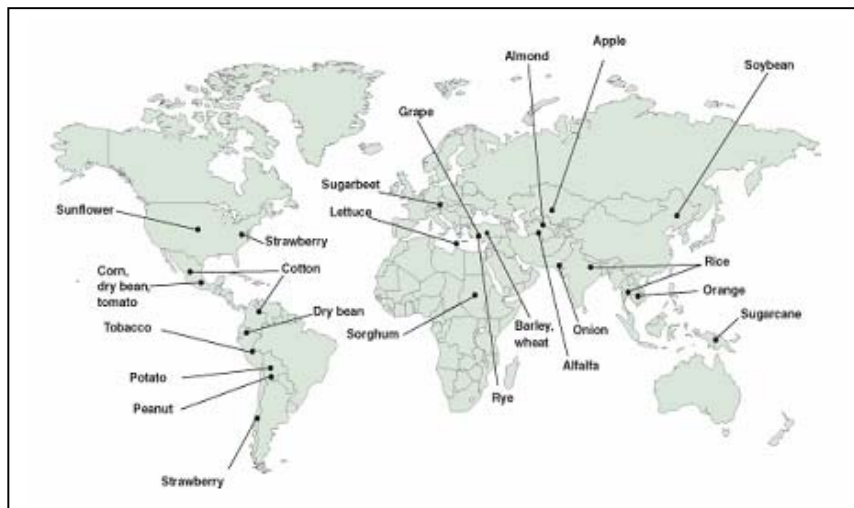 Apple
Almond
Soybean
Grape
Sugarbeet
Lettuce
Sunflower
Strawberry
Corn,
dry bean,
tomato
Cotton
Rice
Orange
Dry bean
Sugarcane
Tobacco
Sorghum
Barley,
wheat
Onion
Alfalfa
Potato
Peanut
Rye
Strawberry